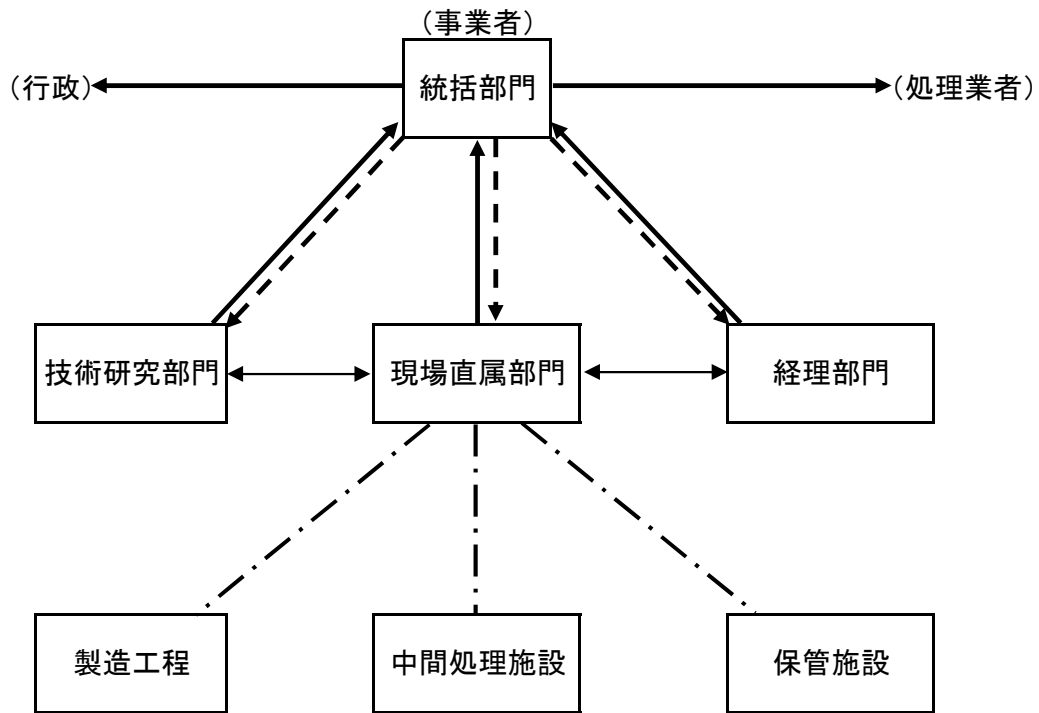 (事業者)
(行政)
統括部門
(処理業者)
技術研究部門
現場直属部門
経理部門
製造工程
中間処理施設
保管施設